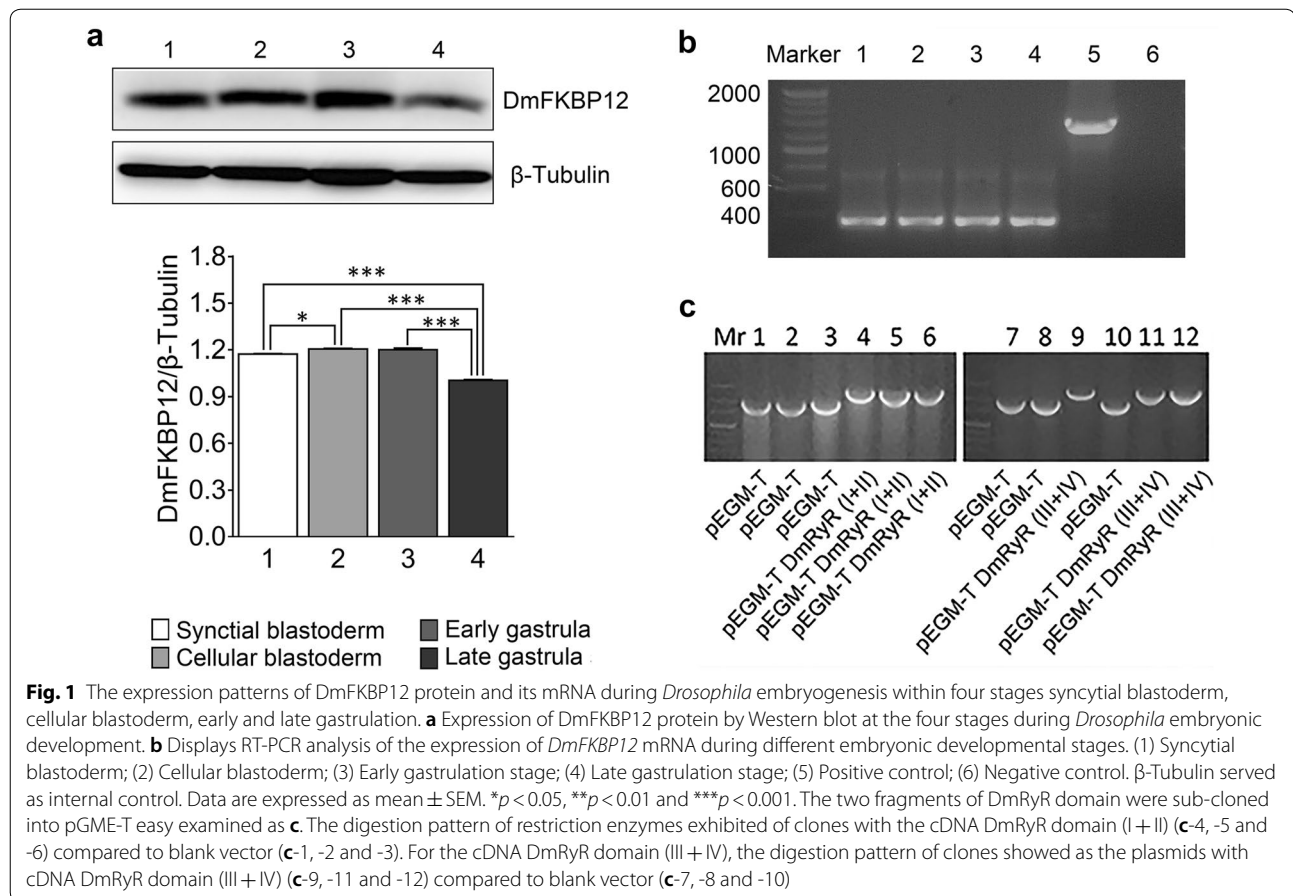 a
1 2 3 4
DmFKBP12
β-Tubulin
DmFKBP12/β-Tubulin
1.8
1.5
1.2
0.9
0.6
0.3
0.0
***
***
* ***
1 2 3 4
Synctial blastoderm
Early gastrula
Cellular blastoderm
Late gastrula
b
Marker 1 2 3 4 5 6
2000
1000
600
400
c
Mr 1 2 3 4 5 6
7 8 9 10 11 12
pEGM-T
pEGM-T
pEGM-T
pEGM-T DmRyR (I+II)
pEGM-T DmRyR (I+II)
pEGM-T DmRyR (I+II)
pEGM-T
pEGM-T
pEGM-T DmRyR (III+IV)
pEGM-T
pEGM-T DmRyR (III+IV)
pEGM-T DmRyR (III+IV)
Fig. 1 The expression patterns of DmFKBP12 protein and its mRNA during Drosophila embryogenesis within four stages syncytial blastoderm,
cellular blastoderm, early and late gastrulation. a Expression of DmFKBP12 protein by Western blot at the four stages during Drosophila embryonic
development. b Displays RT-PCR analysis of the expression of DmFKBP12 mRNA during different embryonic developmental stages. (1) Syncytial
blastoderm; (2) Cellular blastoderm; (3) Early gastrulation stage; (4) Late gastrulation stage; (5) Positive control; (6) Negative control. β-Tubulin served
as internal control. Data are expressed as mean ± SEM. *p < 0.05, **p < 0.01 and ***p < 0.001. The two fragments of DmRyR domain were sub-cloned
into pGME-T easy examined as c. The digestion pattern of restriction enzymes exhibited of clones with the cDNA DmRyR domain (I + II) (c-4, -5 and
-6) compared to blank vector (c-1, -2 and -3). For the cDNA DmRyR domain (III + IV), the digestion pattern of clones showed as the plasmids with
cDNA DmRyR domain (III + IV) (c-9, -11 and -12) compared to blank vector (c-7, -8 and -10)